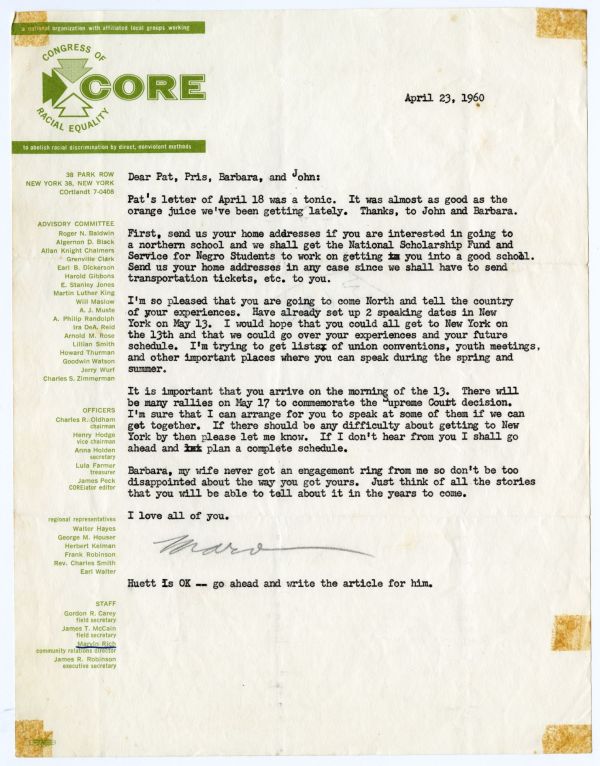 a national organization with affiliated local groups working
CONGRESS OF
CORE
RACIAL EQUALITY
to abolish racial discrimination by direct, nonviolent methods
April 23, 1960
38 PARK ROW
NEW YORK 38, NEW YORK
COrtlandt 7-0408
ADVISORY COMMITTEE
Roger N. Baldwin
Algernon D. Black
Allan Knight Chalmers
Grenville Clark
Earl B. Dickerson
Harold Gibbons
E. Stanley Jones
Martin Luther King
Will Maslow
A. J. Muste
A. Philip Randolph
Ira DeA. Reid
Arnold M. Rose
Lillian Smith
Howard Thurman
Goodwin Watson
Jerry Wurf
Charles S. Zimmerman
OFFICERS
Charles R. Oldham
chairman
Henry Hodge
vice chairman
Anna Holden
secretary
Lula Farmer
treasurer
James Peck
CORElator editor
regional representatives
Walter Hayes
George M. Houser
Herbert Kelman
Frank Robinson
Rev. Charles Smith
Earl Walter
STAFF
Gordon R. Carey
field secretary
James T. McCain
field secretary
Marvin Rich
community relations director
James R. Robinson
executive secretary
Dear Pat, Pris, Barbara, and John:
Pat's letter of April 18 was a tonic. It was almost as good as the
orange juice we've been getting lately. Thanks, to John and Barbara.
First, send us your home addresses if you are interested in going to
a northern school and we shall get the National Scholarship Fund and
Service for Negro Students to work on getting you into a good school.
Send us your home addresses in any case since we shall have to send
transportation tickets, etc. to you.
I'm so pleased that you are going to come North and tell the country
of your experiences. Have already set up 2 speaking dates in New
York on May 13. I would hope that you could all get to New York on
the 13th and that we could go over your experiences and your future
schedule. I'm trying to get lists of union conventions, youth meetings,
and other important places where you can speak during the spring and
summer.
It is important that you arrive on the morning of the 13. There will
be many rallies on May 17 to commemorate the "upreme Court decision.
I'm sure that I can arrange for you to speak at some of them if we can
get together. If there should be any difficulty about getting to New
York by then please let me know. If I don't hear from you I shall go
ahead and plan a complete schedule.
Barbara, my wife never got an engagement ring from me so don't be too
disappointed about the way you got yours. Just think of all the stories
that you will be able to tell about it in the years to come.
I love all of you.
Marv
Huett is OK -- go ahead and write the article for him.